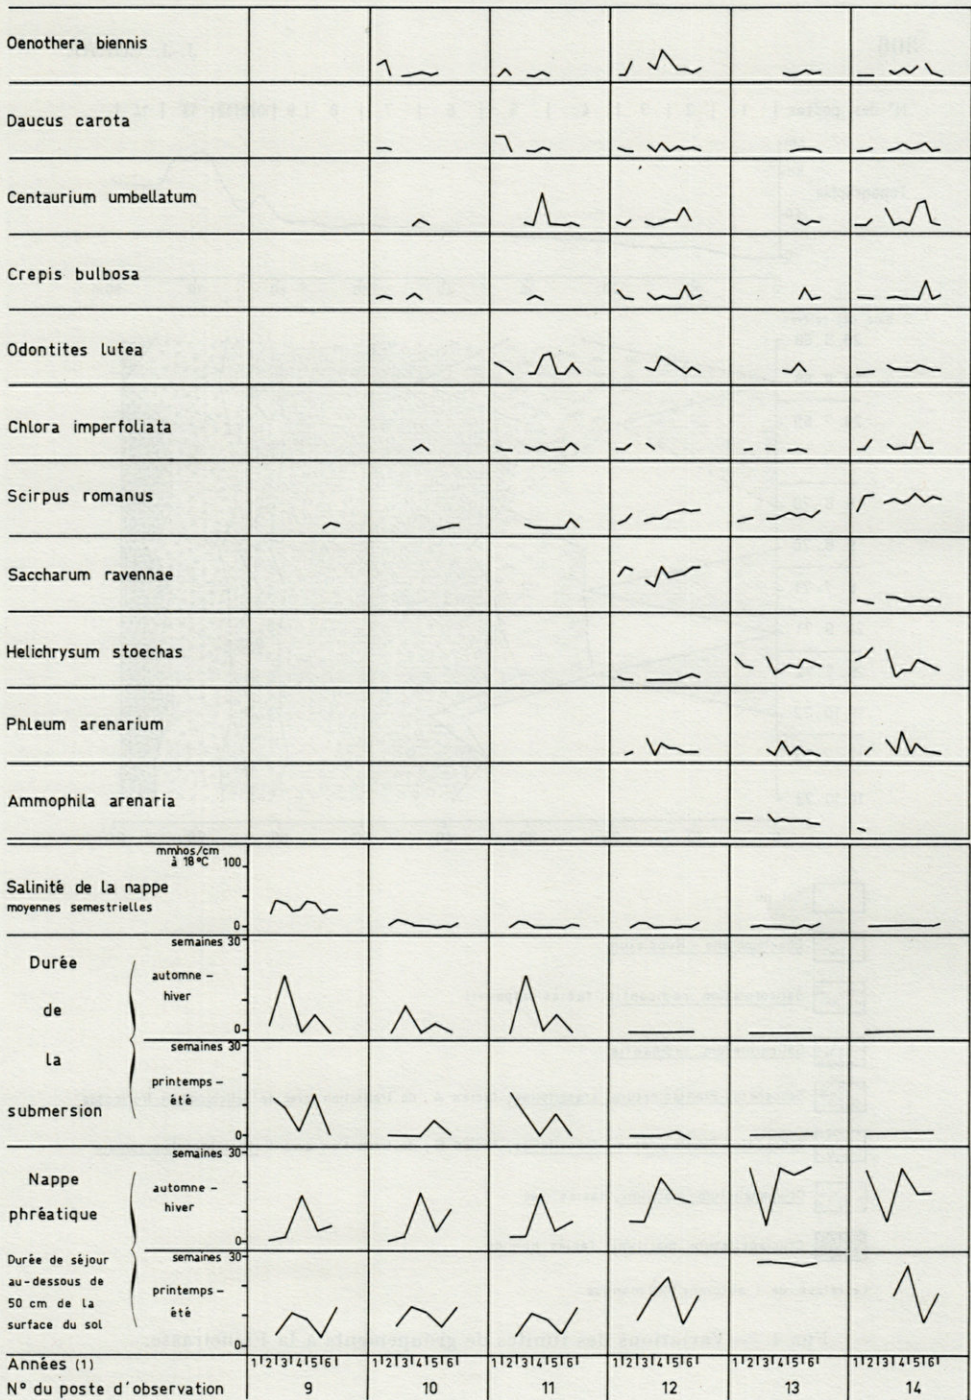 Oenothera biennis
Daucus carota
Centaurium umbellatum
Crepis bulbosa
Odontites lutea
Chlora imperfoliata
Scirpus romanus
Saccharum ravennae
Helichrysum stoechas
Phleum arenarium
Ammophila arenaria
mmhos/cm
à 18°C 100
Salinité de la nappe
moyennes semestrielles
0
semaines 30
Durée
automne -
hiver
de
0
la
semaines 30
printemps -
été
submersion
0
semaines 30
Nappe
automne -
phréatique
hiver
0
Durée de séjour
semaines 30
au-dessous de
printemps -
50 cm de la
été
surface du sol
0
Années (1) 1 2 3 4 5 6 1 2 3 4 5 6 1 2 3 4 5 6 1 2 3 4 5 6 1 2 3 4 5 6 1 2 3 4 5 6
N° du poste d'observation 9 10 11 12 13 14